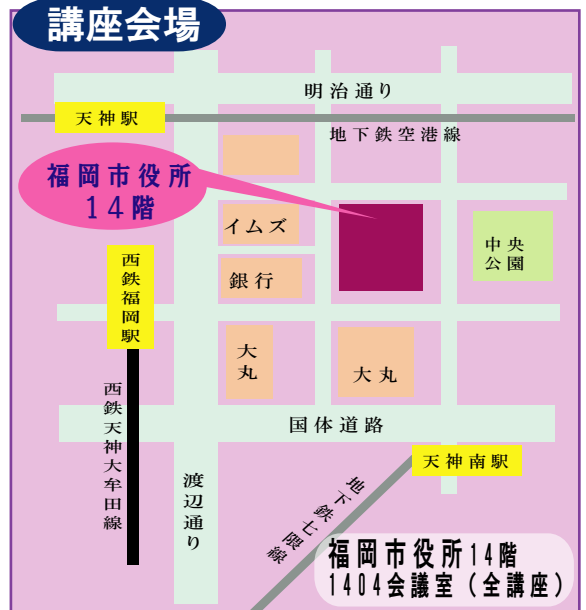 講座会場
明治通り
天神駅
地下鉄空港線
福岡市役所
14階
イムズ
中央
公園
西鉄福岡駅
銀行
大丸
大丸
西鉄天神大牟田線
国体道路
天神南駅
渡辺通り
地下鉄七隈線
福岡市役所14階
1404会議室（全講座）